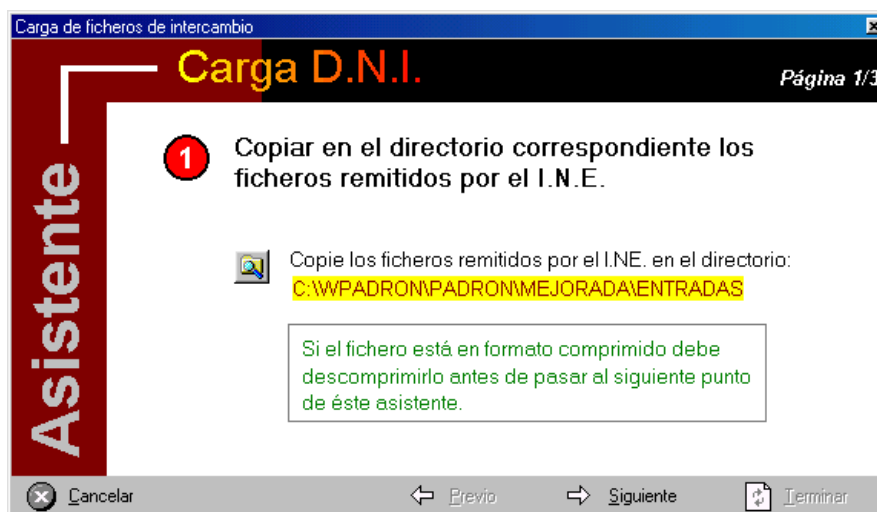 Carga de ficheros de intercambio
Carga D.N.I.
Página 1/3
Asistente
1
Copiar en el directorio correspondiente los
ficheros remitidos por el I.N.E.
Copie los ficheros remitidos por el I.NE. en el directorio:
C:\WPADRON\PADRON\MEJORADA\ENTRADAS
Si el fichero está en formato comprimido debe
descomprimirlo antes de pasar al siguiente punto
de éste asistente.
Cancelar
Previo
Siguiente
Terminar